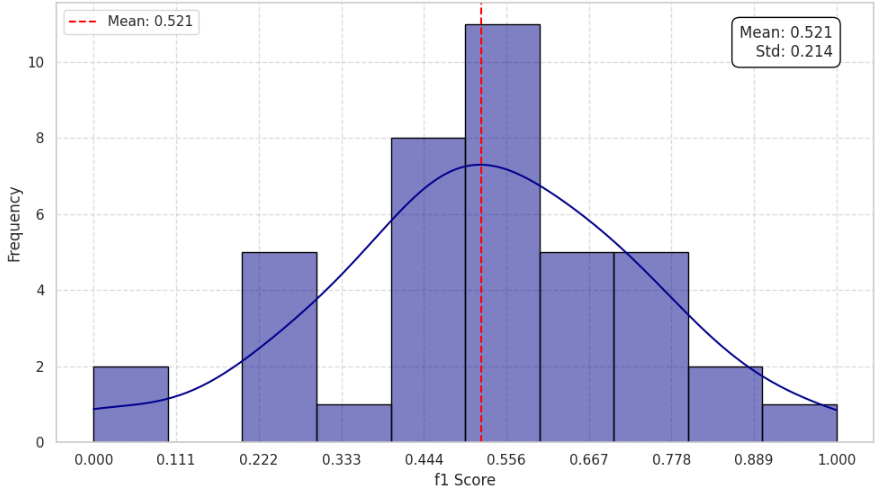 Mean: 0.521
Mean: 0.521
Std: 0.214
Frequency
10
8
6
4
2
0
0.000 0.111 0.222 0.333 0.444 0.556 0.667 0.778 0.889 1.000
f1 Score